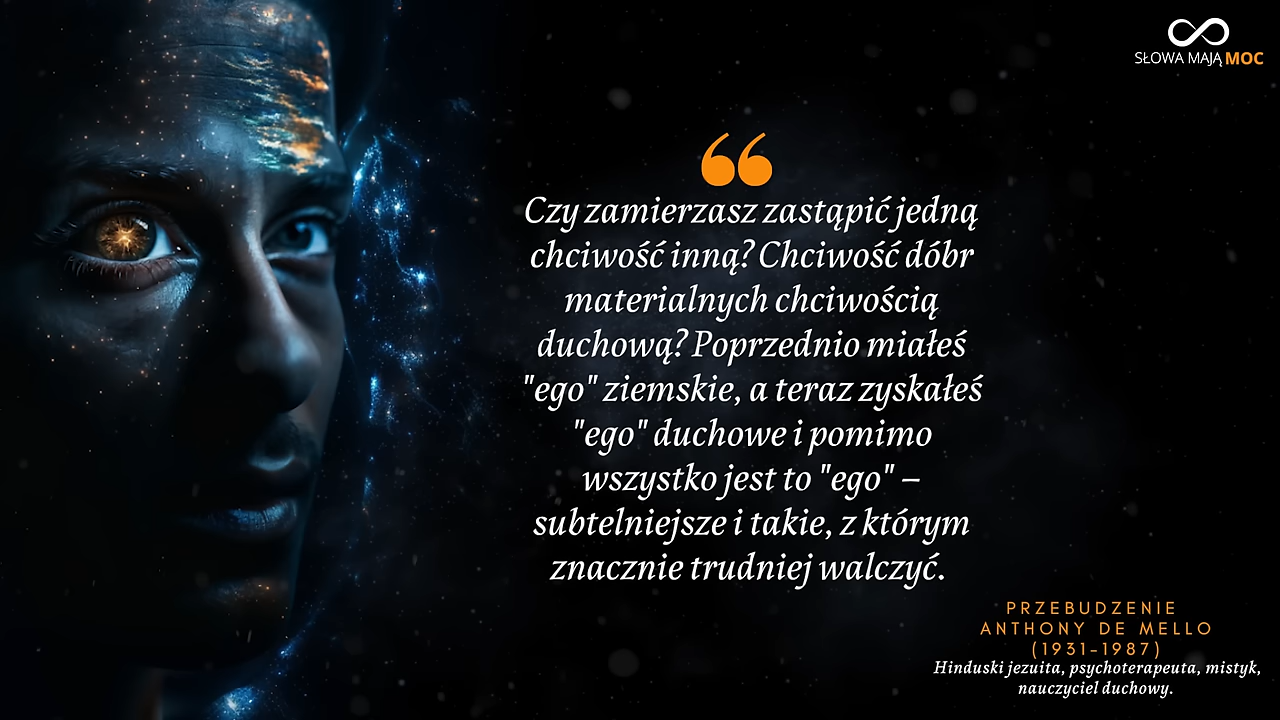 SŁOWA MAJĄ MOC
Czy zamierzasz zastąpić jedną
chciwość inną? Chciwość dóbr
materialnych chciwością
duchową? Poprzednio miałeś
"ego" ziemskie, a teraz zyskałeś
"ego" duchowe i pomimo
wszystko jest to "ego" –
subtelniejsze i takie, z którym
znacznie trudniej walczyć.
PRZEBUDZENIE
ANTHONY DE MELLO
(1931-1987)
Hinduski jezuita, psychoterapeuta, mistyk,
nauczyciel duchowy.